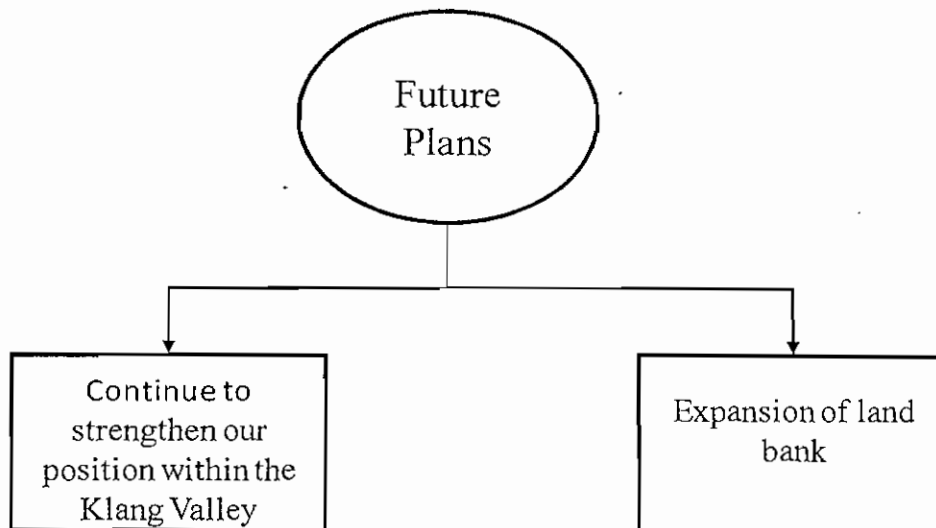 Future
Plans
Continue to
strengthen our
position within the
Klang Valley
Expansion of land
bank